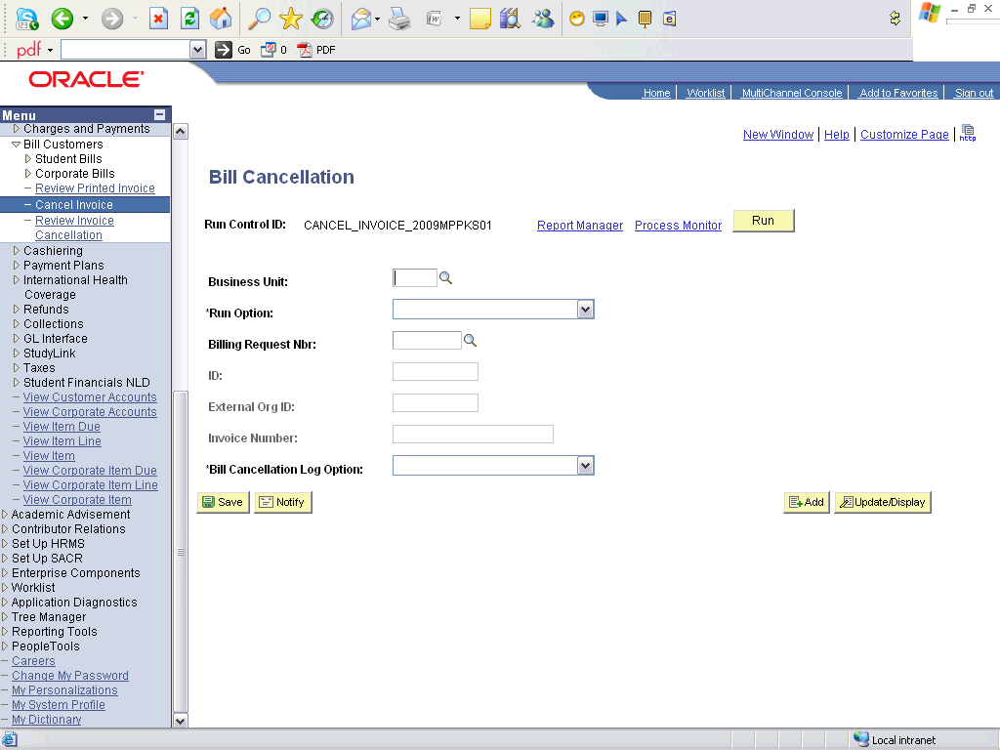 pdf Go 0 PDF
ORACLE
Home Worklist MultiChannel Console Add to Favorites Sign out
Menu
New Window Help Customize Page http
Charges and Payments
Bill Customers
Student Bills
Corporate Bills
Review Printed Invoice
Cancel Invoice
Review Invoice
Cancellation
Cashiering
Payment Plans
International Health
Coverage
Refunds
Collections
GL Interface
StudyLink
Taxes
Student Financials NLD
View Customer Accounts
View Corporate Accounts
View Item Due
View Item Line
View Item
View Corporate Item Due
View Corporate Item Line
View Corporate Item
Academic Advisement
Contributor Relations
Set Up HRMS
Set Up SACR
Enterprise Components
Worklist
Application Diagnostics
Tree Manager
Reporting Tools
PeopleTools
Careers
Change My Password
My Personalizations
My System Profile
My Dictionary
Bill Cancellation
Run Control ID: CANCEL_INVOICE_2009MPPKS01 Report Manager Process Monitor Run
Business Unit:
*Run Option:
Billing Request Nbr:
ID:
External Org ID:
Invoice Number:
*Bill Cancellation Log Option:
Save Notify Add Update/Display
Local intranet